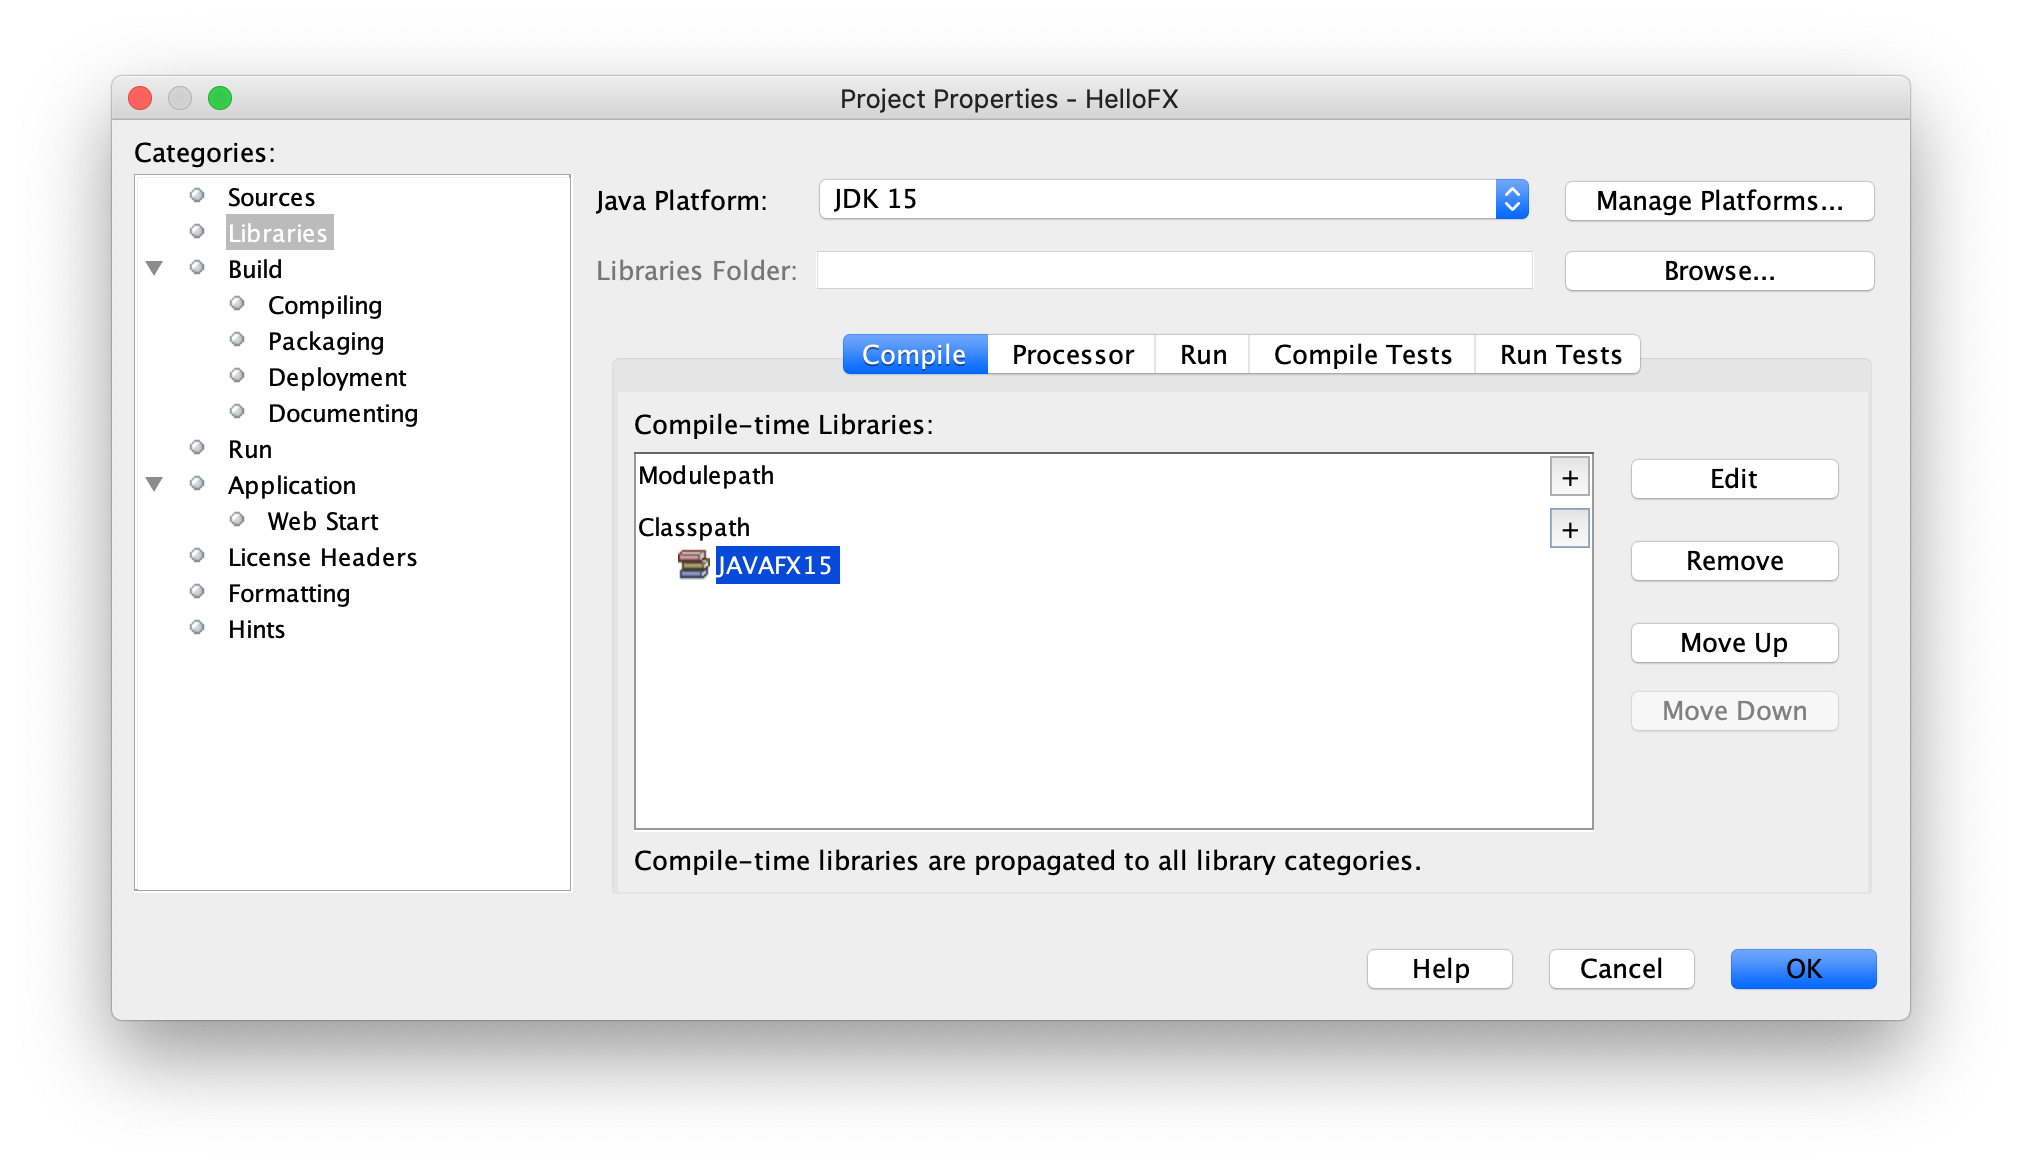 Project Properties - HelloFX
Categories:
Sources
Libraries
Build
Compiling
Packaging
Deployment
Documenting
Run
Application
Web Start
License Headers
Formatting
Hints
Java Platform: JDK 15 Manage Platforms...
Libraries Folder: Browse...
Compile Processor Run Compile Tests Run Tests
Compile-time Libraries:
Modulepath +
Classpath +
JAVAFX15
Edit
Remove
Move Up
Move Down
Compile-time libraries are propagated to all library categories.
Help Cancel OK